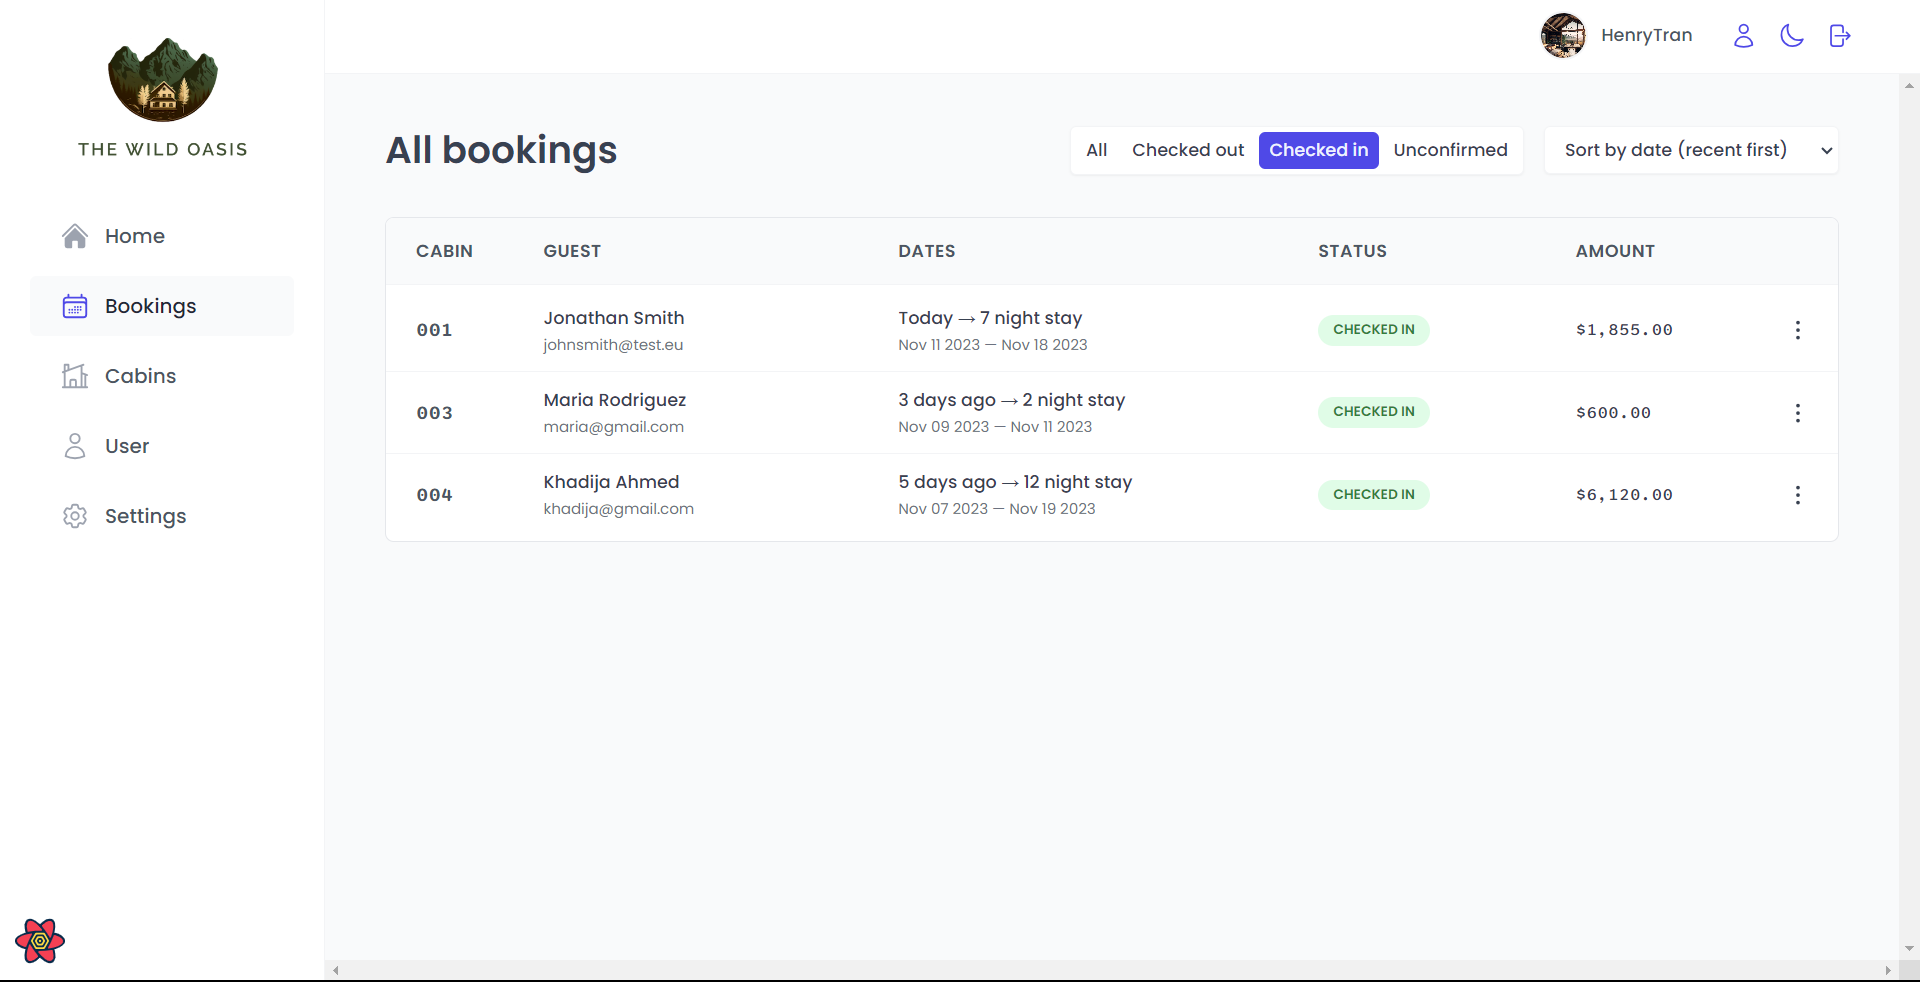 THE WILD OASIS
Home
Bookings
Cabins
User
Settings
HenryTran
All bookings
All Checked out Checked in Unconfirmed
Sort by date (recent first)
CABIN GUEST DATES STATUS AMOUNT
001 Jonathan Smith Today → 7 night stay CHECKED IN $1,855.00
johnsmith@test.eu Nov 11 2023 — Nov 18 2023
003 Maria Rodriguez 3 days ago → 2 night stay CHECKED IN $600.00
maria@gmail.com Nov 09 2023 — Nov 11 2023
004 Khadija Ahmed 5 days ago → 12 night stay CHECKED IN $6,120.00
khadija@gmail.com Nov 07 2023 — Nov 19 2023